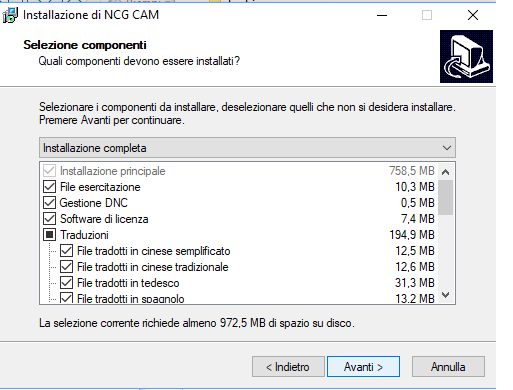 Installazione di NCG CAM
Selezione componenti
Quali componenti devono essere installati?
Selezionare i componenti da installare, deselezionare quelli che non si desidera installare.
Premere Avanti per continuare.
Installazione completa
Installazione principale 758,5 MB
File esercitazione 10,3 MB
Gestione DNC 0,5 MB
Software di licenza 7,4 MB
Traduzioni 194,9 MB
File tradotti in cinese semplificato 12,5 MB
File tradotti in cinese tradizionale 12,6 MB
File tradotti in tedesco 31,3 MB
File tradotti in spagnolo 13,2 MB
La selezione corrente richiede almeno 972,5 MB di spazio su disco.
< Indietro Avanti > Annulla